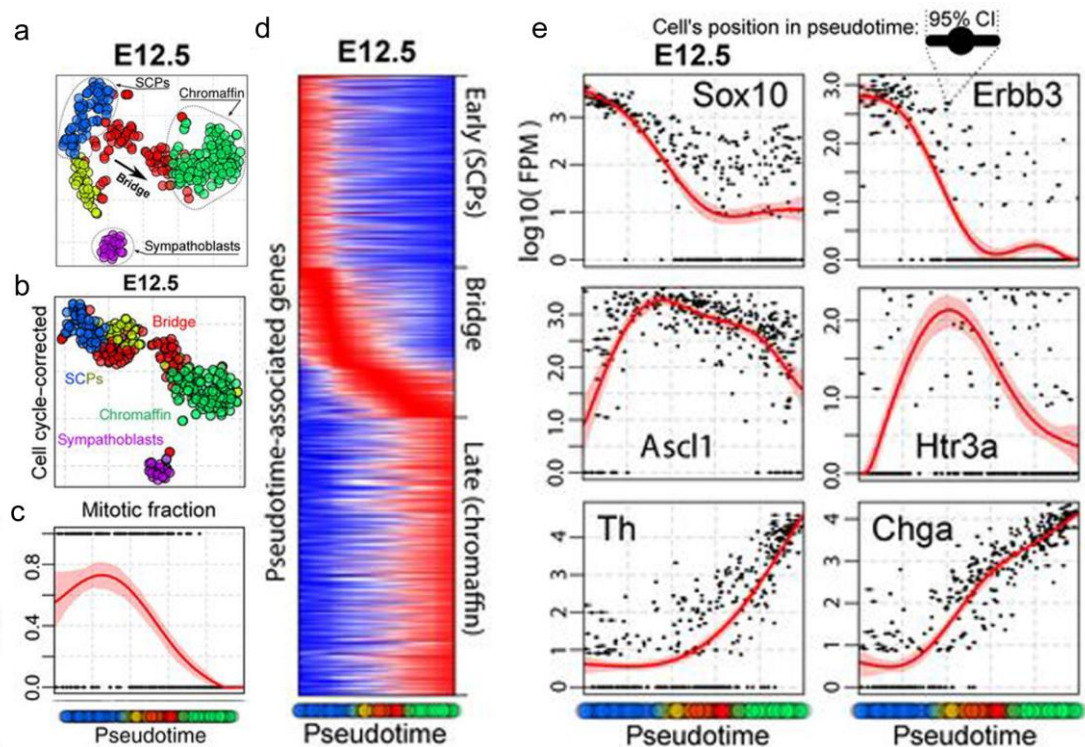 a
E12.5
SCPs
Chromaffin
Bridge
Sympathoblasts
b
E12.5
Cell cycle-corrected
Bridge
SCPs
Chromaffin
Sympathoblasts
c
Mitotic fraction
0.8
0.4
0.0
Pseudotime
d
E12.5
Pseudotime-associated genes
Early (SCPs)
Bridge
Late (chromaffin)
Pseudotime
e
Cell's position in pseudotime:
95% CI
E12.5
log10( FPM)
Sox10
3
2
1
0
Erbb3
3.0
2.0
1.0
0.0
Ascl1
3.0
2.0
1.0
0.0
Htr3a
2.0
1.0
0.0
Th
4
3
2
1
0
Chga
4
3
2
1
0
Pseudotime
Pseudotime